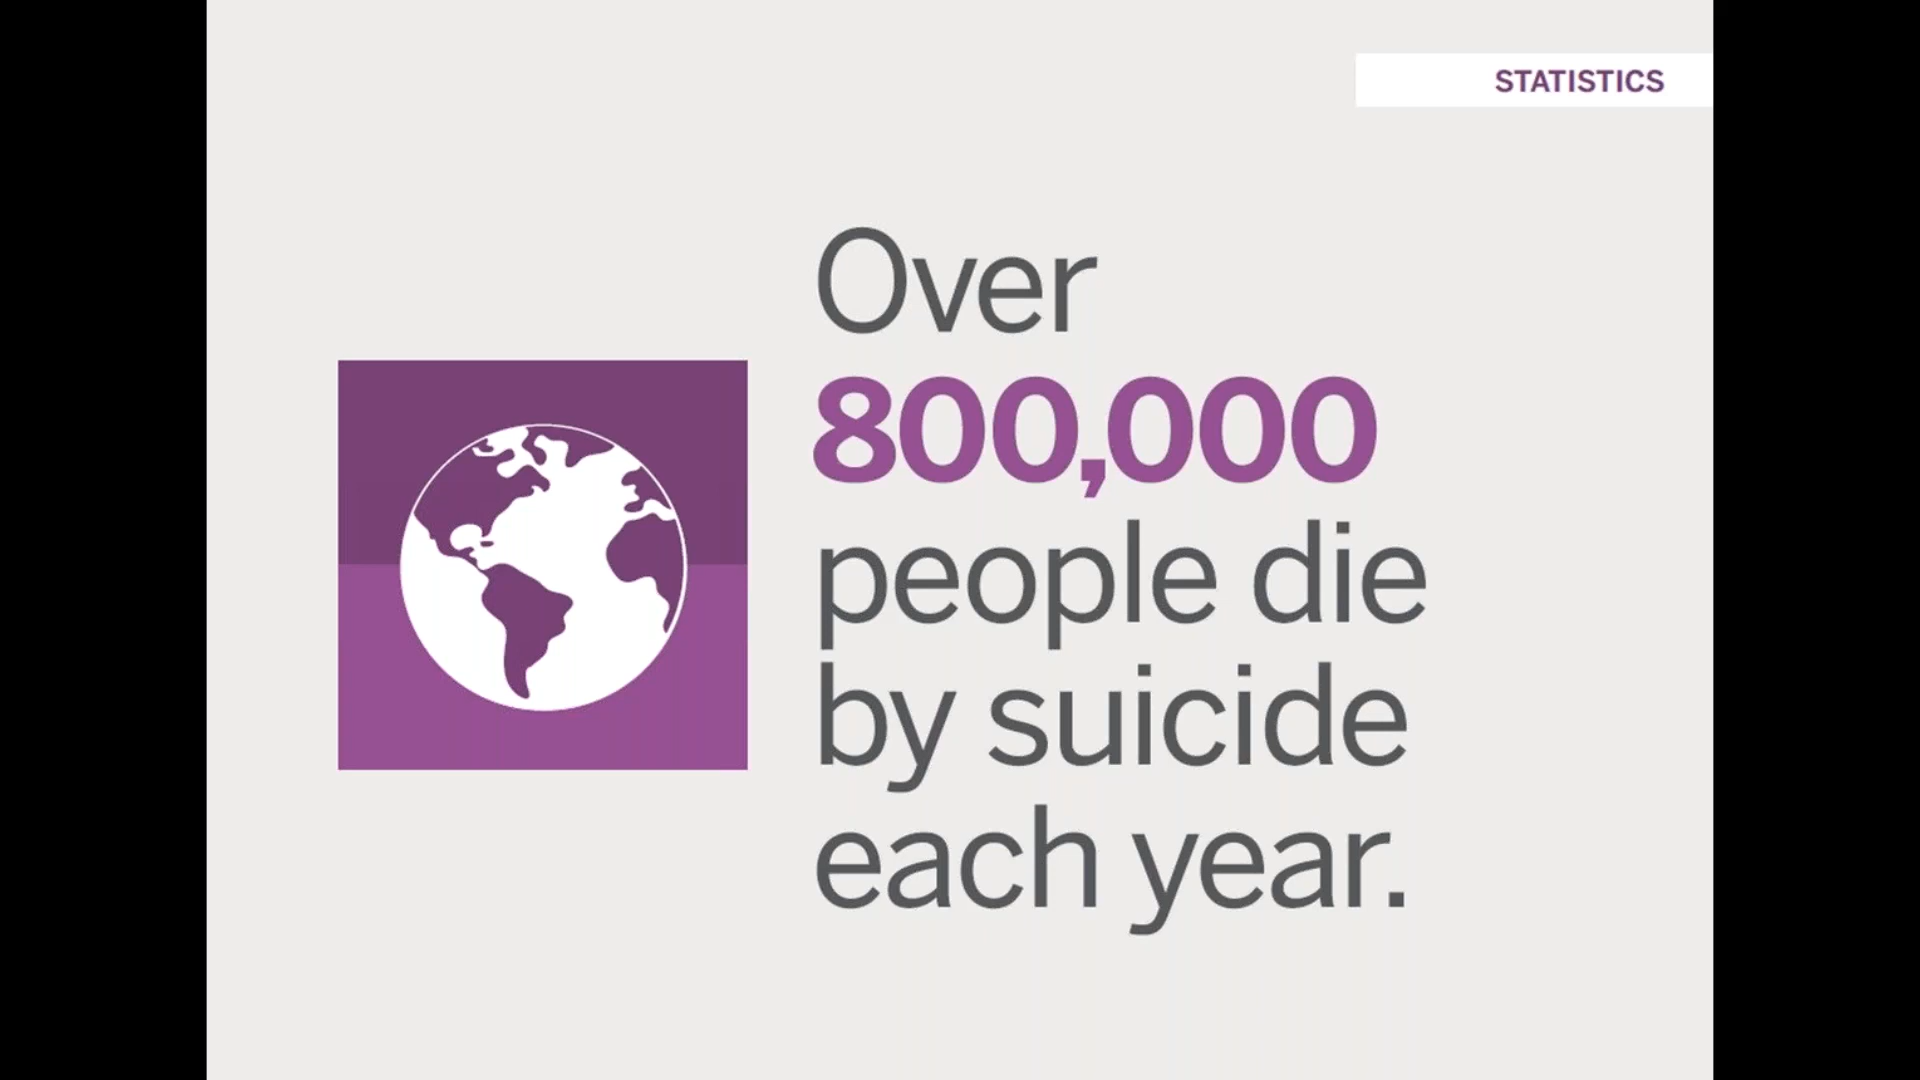 STATISTICS
Over
800,000
people die
by suicide
each year.